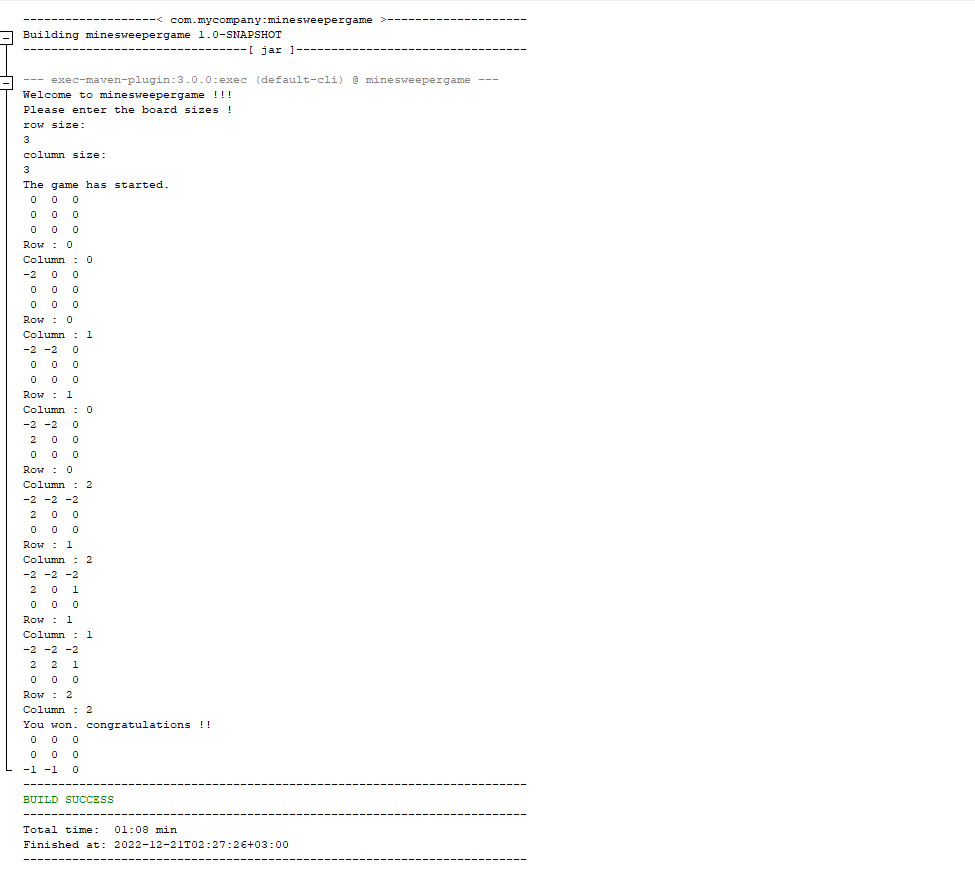 -------------------< com.mycompany:minesweepergame >--------------------
Building minesweepergame 1.0-SNAPSHOT
--------------------------------[ jar ]---------------------------------
--- exec-maven-plugin:3.0.0:exec (default-cli) @ minesweepergame ---
Welcome to minesweepergame !!!
Please enter the board sizes !
row size:
3
column size:
3
The game has started.
 0  0  0
 0  0  0
 0  0  0
Row : 0
Column : 0
-2  0  0
 0  0  0
 0  0  0
Row : 0
Column : 1
-2 -2  0
 0  0  0
 0  0  0
Row : 1
Column : 0
-2 -2  0
 2  0  0
 0  0  0
Row : 0
Column : 2
-2 -2 -2
 2  0  0
 0  0  0
Row : 1
Column : 2
-2 -2 -2
 2  0  1
 0  0  0
Row : 1
Column : 1
-2 -2 -2
 2  2  1
 0  0  0
Row : 2
Column : 2
You won. congratulations !!
 0  0  0
 0  0  0
-1 -1  0
------------------------------------------------------------------------
BUILD SUCCESS
------------------------------------------------------------------------
Total time:  01:08 min
Finished at: 2022-12-21T02:27:26+03:00
------------------------------------------------------------------------